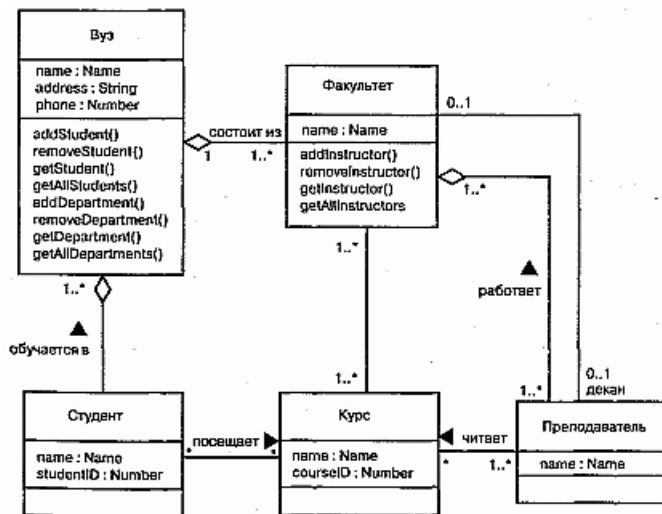 Вуз
name : Name
address : String
phone : Number
addStudent()
removeStudent()
getStudent()
getAllStudents()
addDepartment()
removeDepartment()
getDepartment()
getAllDepartments()
состоит из
1
1..*
Факультет
name : Name
addInstructor()
removeInstructor()
getInstructor()
getAllInstructors
0..1
1..*
1..*
1..*
работает
обучается в
1..*
1..*
0..1
декан
Студент
name : Name
studentID : Number
посещает
*
*
Курс
name : Name
courseID : Number
читает
*
1..*
Преподаватель
name : Name